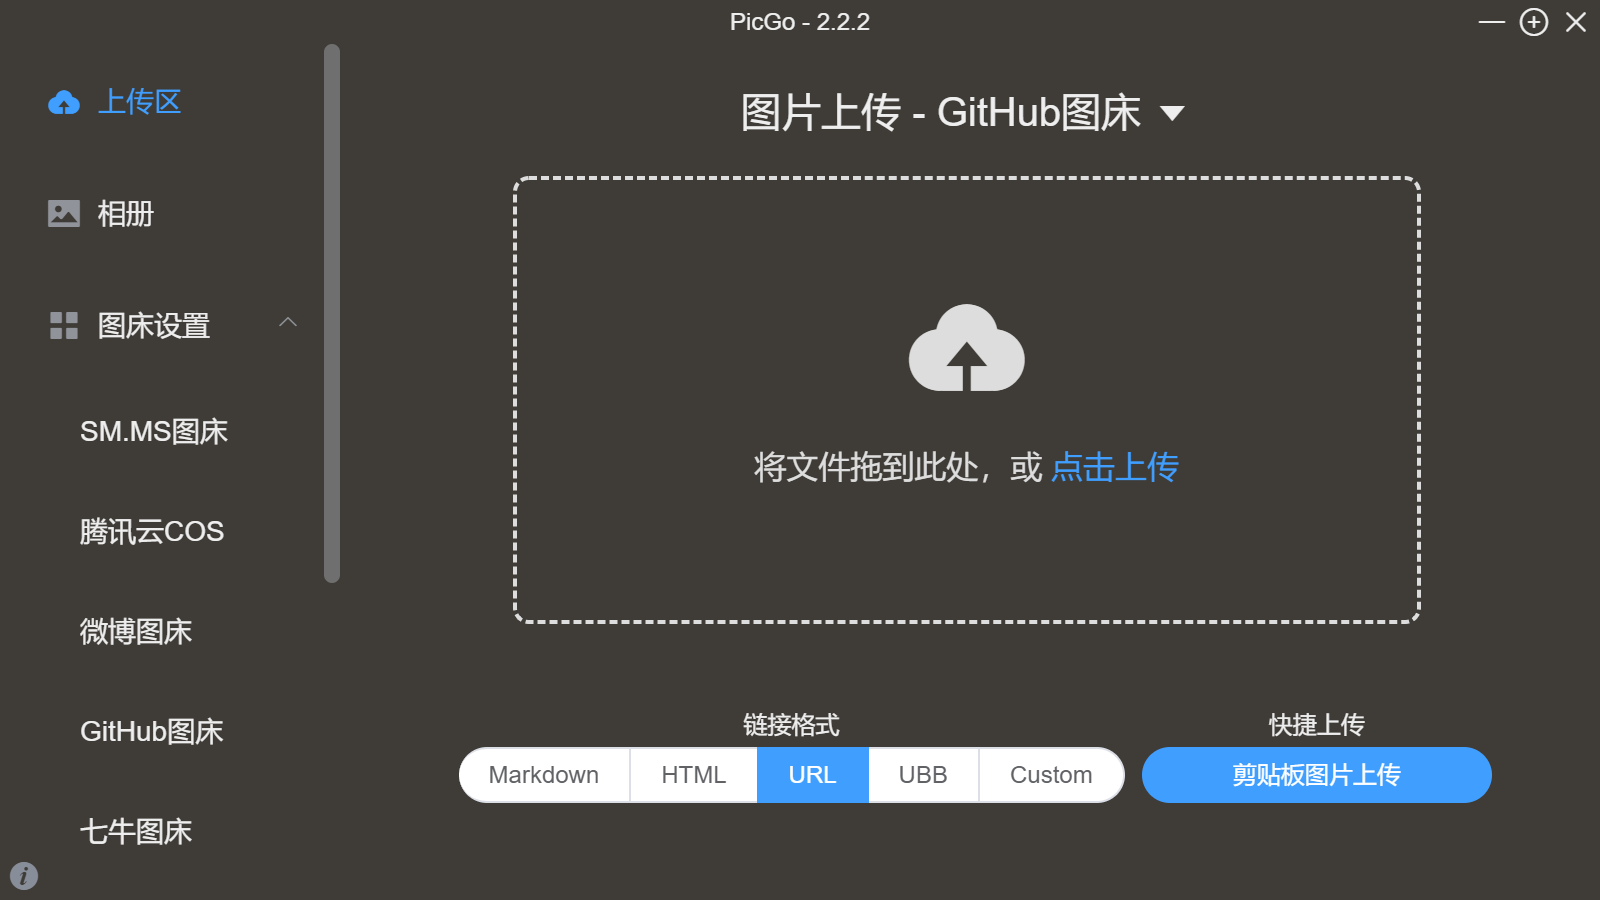 PicGo - 2.2.2
上传区
相册
图床设置
SM.MS图床
腾讯云COS
微博图床
GitHub图床
七牛图床
图片上传 - GitHub图床
将文件拖到此处，或 点击上传
链接格式
Markdown HTML URL UBB Custom
快捷上传
剪贴板图片上传